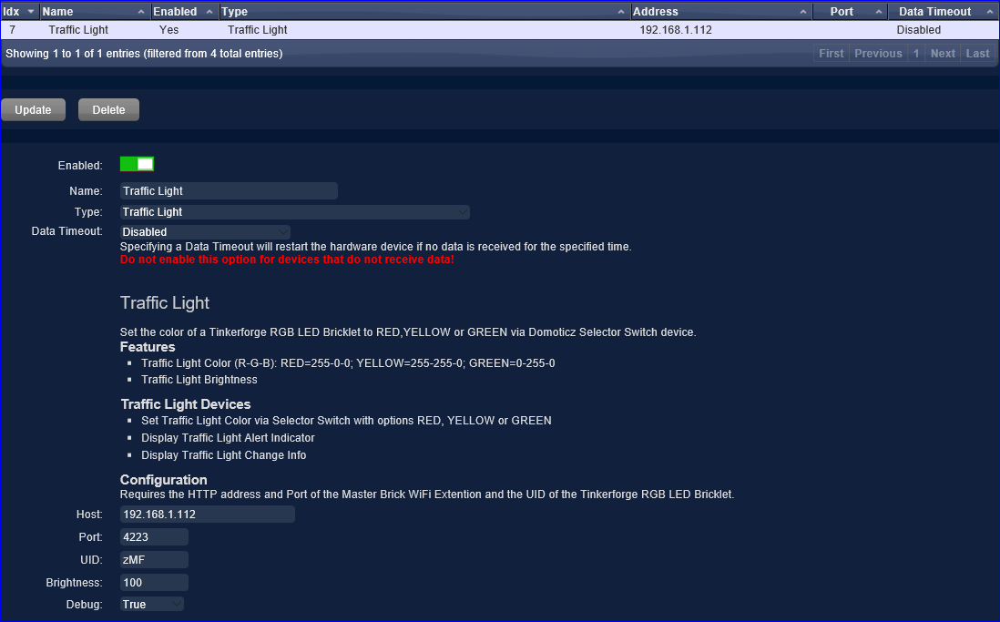 Idx Name Enabled Type Address Port Data Timeout
7 Traffic Light Yes Traffic Light 192.168.1.112 Disabled
Showing 1 to 1 of 1 entries (filtered from 4 total entries) First Previous 1 Next Last
Update Delete
Enabled:
Name: Traffic Light
Type: Traffic Light
Data Timeout: Disabled
Specifying a Data Timeout will restart the hardware device if no data is received for the specified time.
Do not enable this option for devices that do not receive data!
Traffic Light
Set the color of a Tinkerforge RGB LED Bricklet to RED,YELLOW or GREEN via Domoticz Selector Switch device.
Features
▪ Traffic Light Color (R-G-B): RED=255-0-0; YELLOW=255-255-0; GREEN=0-255-0
▪ Traffic Light Brightness
Traffic Light Devices
▪ Set Traffic Light Color via Selector Switch with options RED, YELLOW or GREEN
▪ Display Traffic Light Alert Indicator
▪ Display Traffic Light Change Info
Configuration
Requires the HTTP address and Port of the Master Brick WiFi Extention and the UID of the Tinkerforge RGB LED Bricklet.
Host: 192.168.1.112
Port: 4223
UID: zMF
Brightness: 100
Debug: True